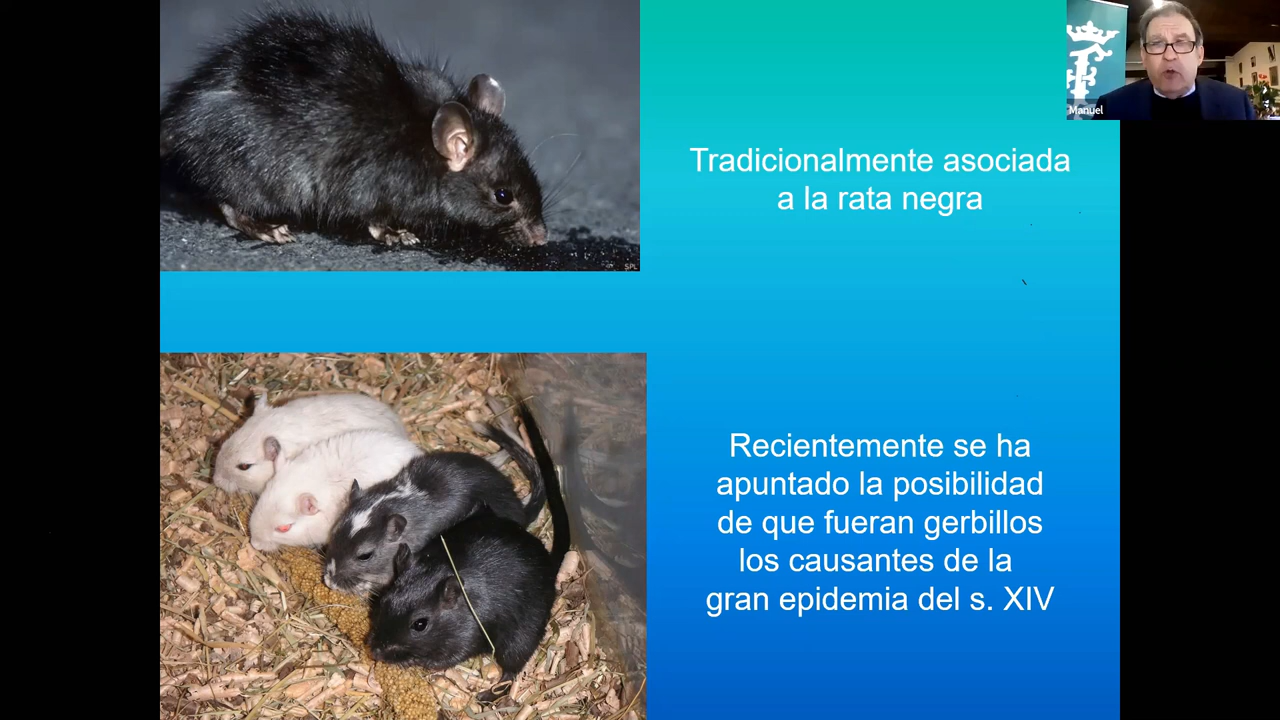 Manuel
Tradicionalmente asociada
a la rata negra
SPL
Recientemente se ha
apuntado la posibilidad
de que fueran gerbillos
los causantes de la
gran epidemia del s. XIV